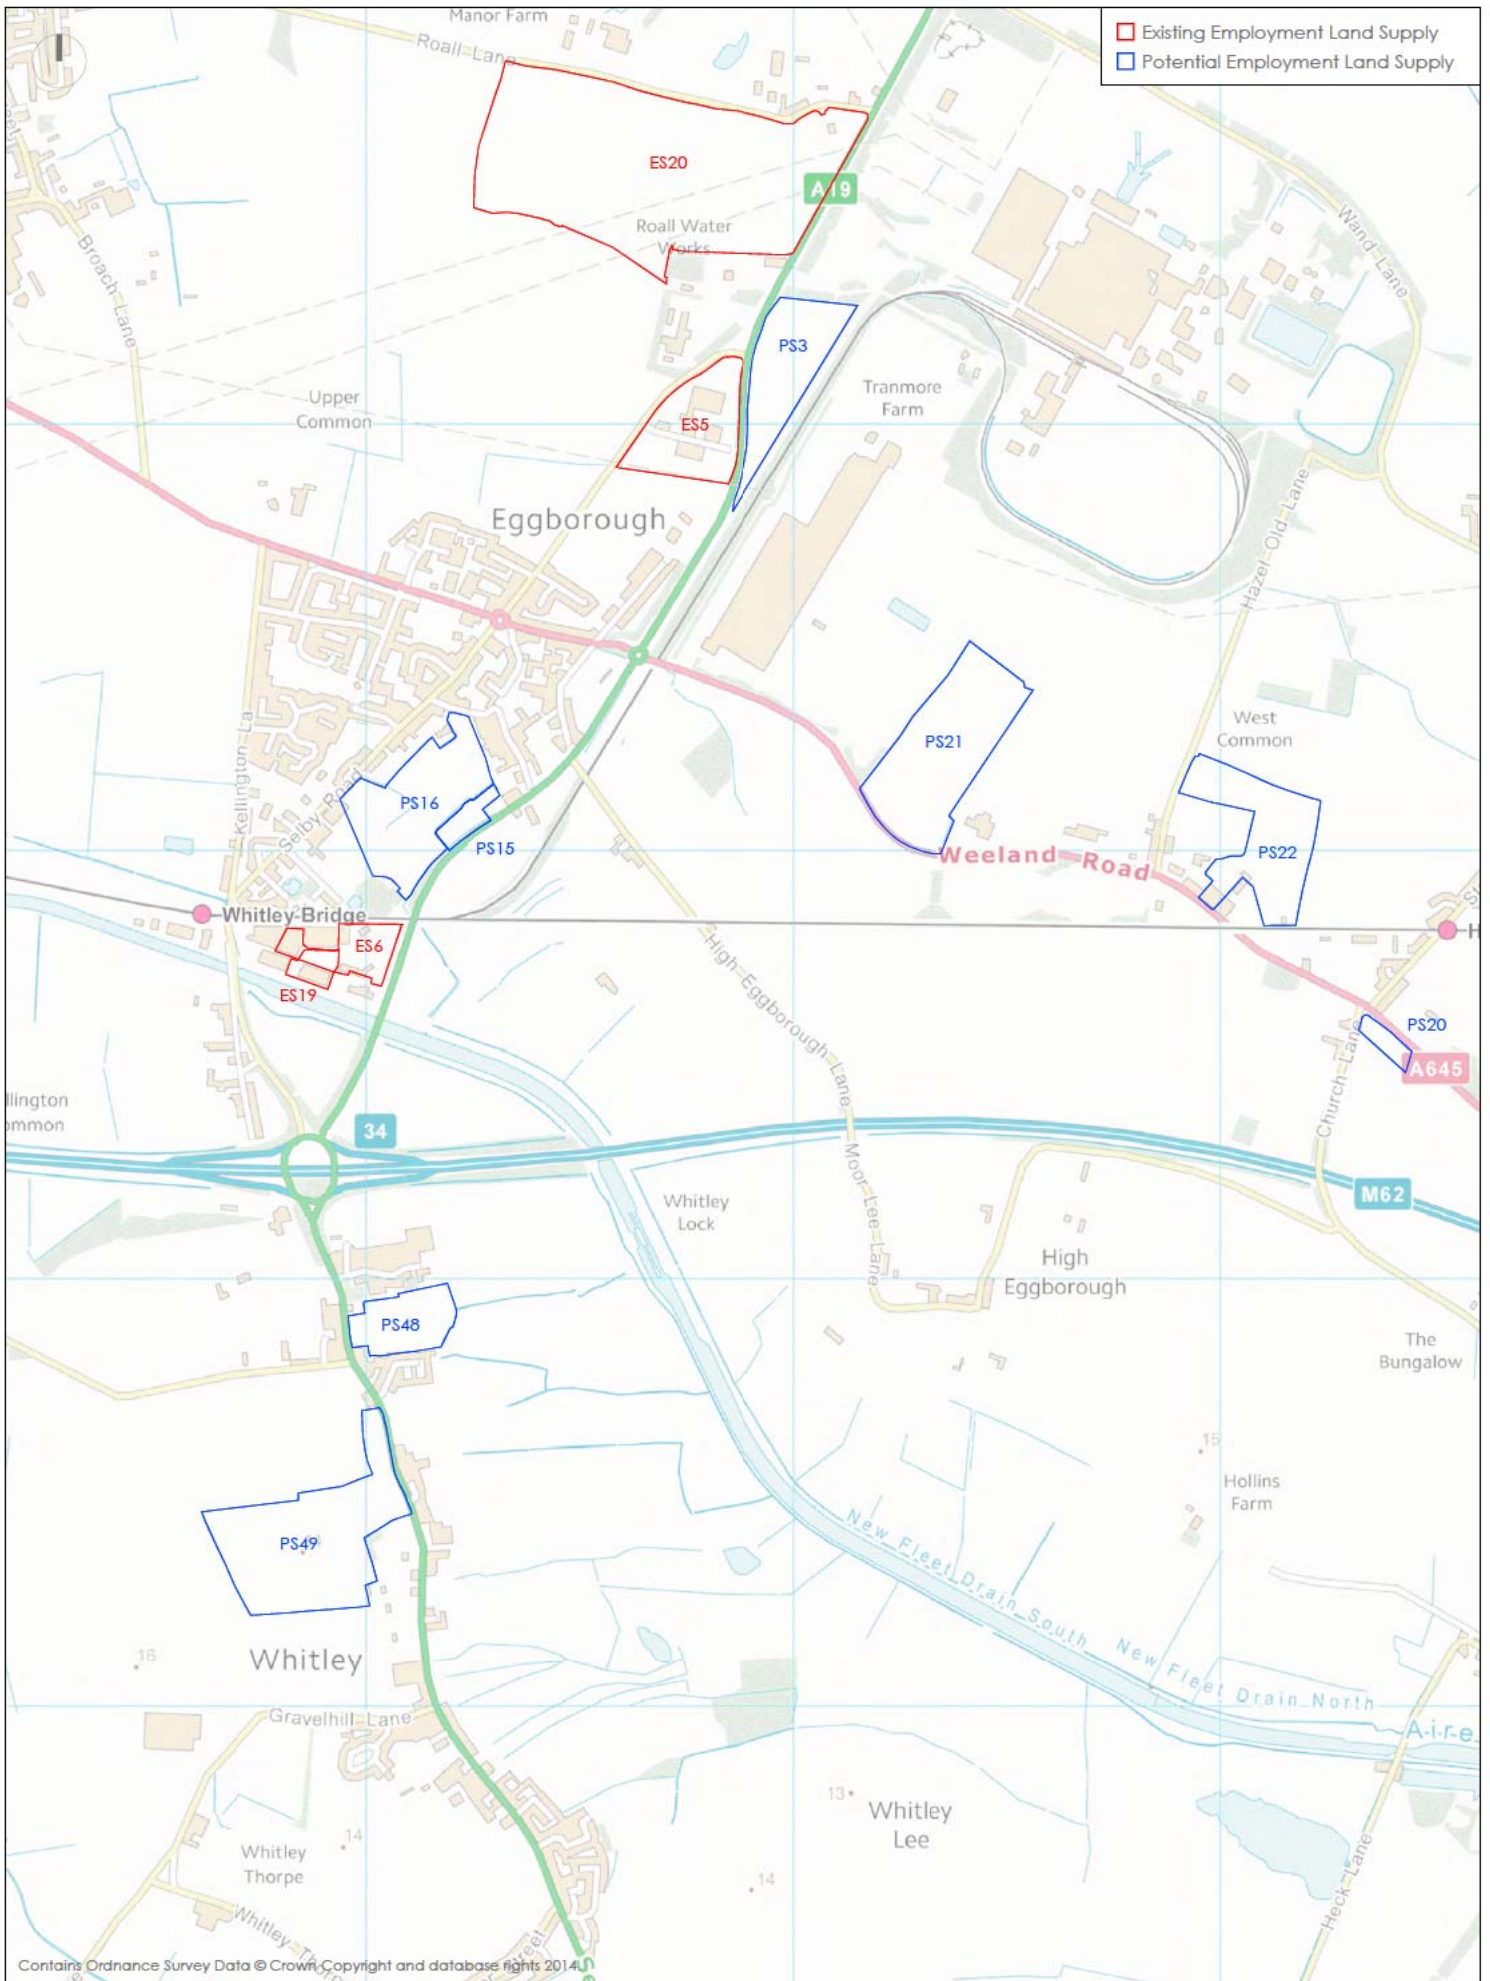 Existing Employment Land Supply
Potential Employment Land Supply
Manor Farm
Roall Lane
ES20
A19
Roall Water
Works
Wand Lane
Broach Lane
PS3
Tranmore
Farm
Upper
Common
ES5
Eggborough
Hazel Old Lane
West
Common
PS21
Kellington La
Selby Road
PS16
PS15
PS22
Weeland Road
Whitley Bridge
H
ES6
ES19
High Eggborough Lane
PS20
A645
Church Lane
34
Moor Lee Lane
M62
Whitley
Lock
High
Eggborough
PS48
The
Bungalow
15
Hollins
Farm
PS49
New Fleet Drain South
New Fleet Drain North
16
Whitley
Gravelhill Lane
Aire
13
Whitley
Lee
14
Whitley
Thorpe
14
Heck Lane
Contains Ordnance Survey Data © Crown Copyright and database rights 2014.